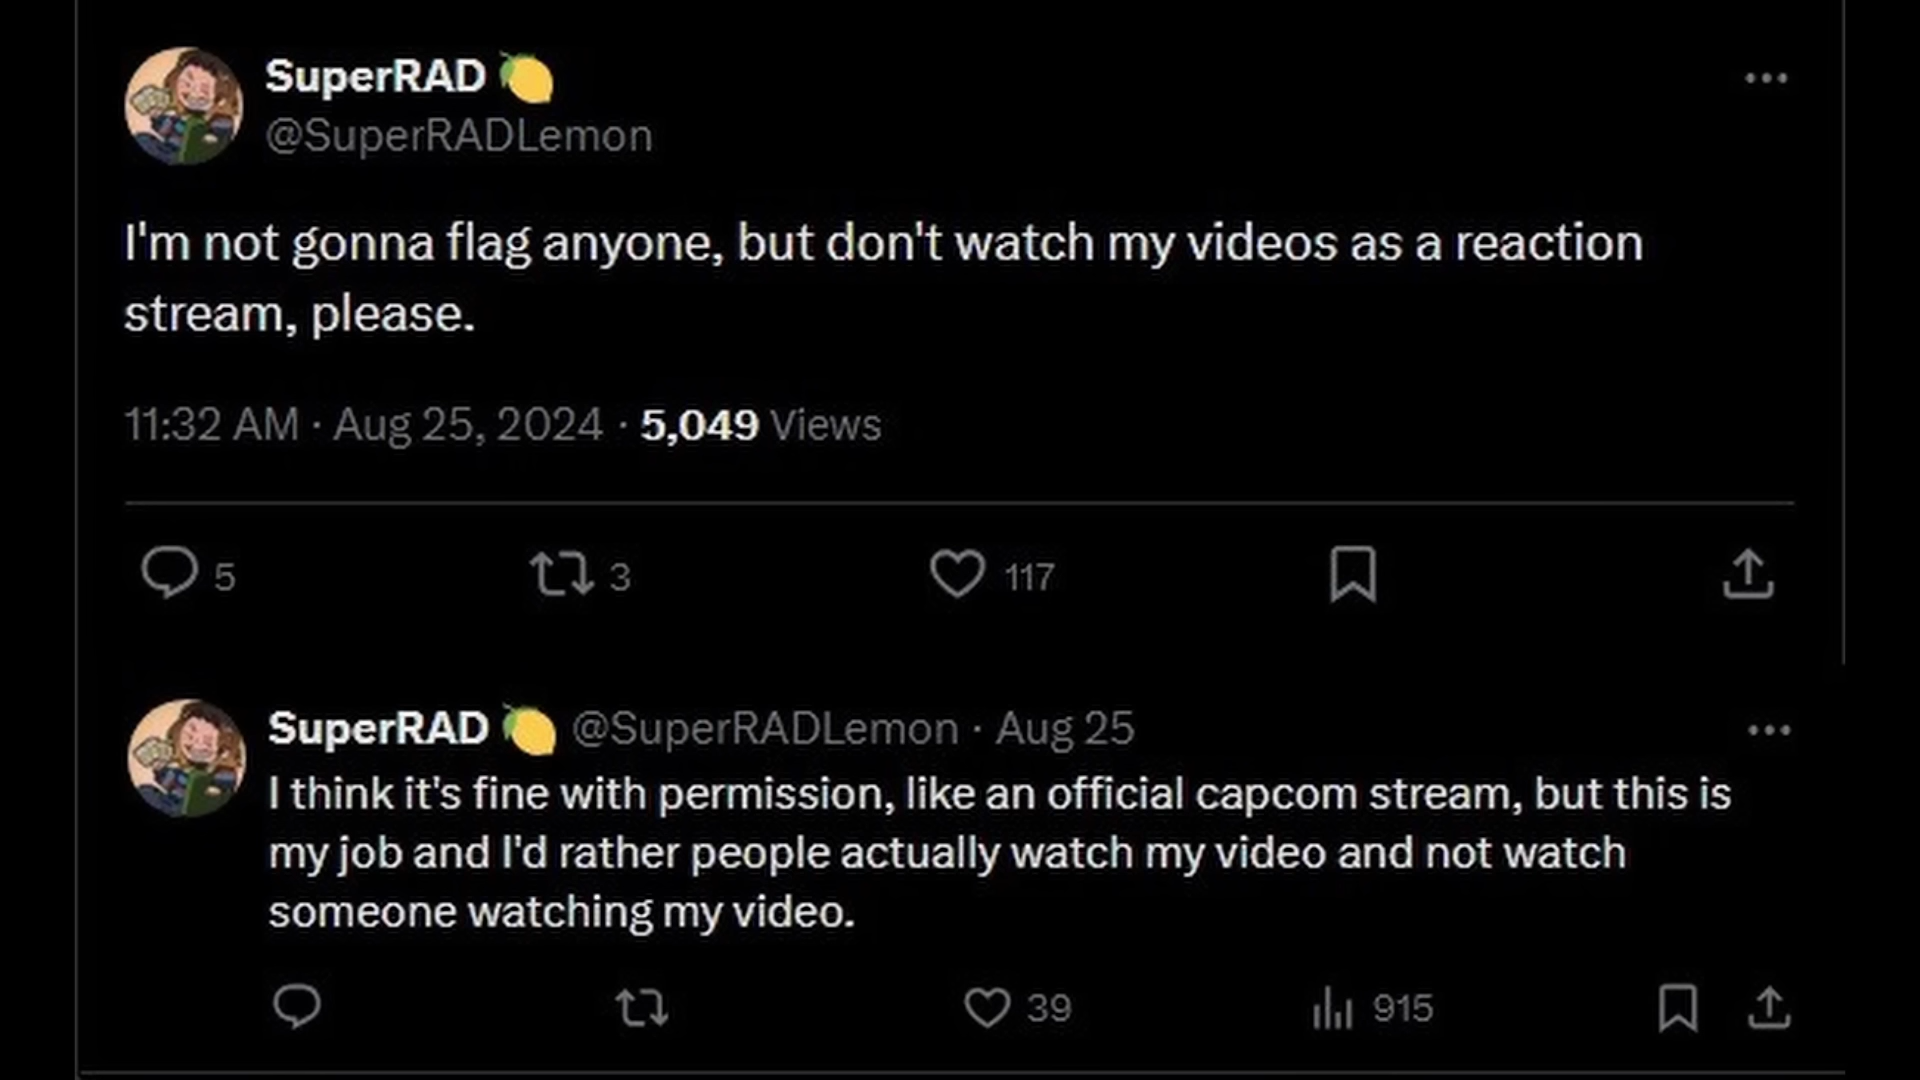 SuperRAD 🍋
@SuperRADLemon
I'm not gonna flag anyone, but don't watch my videos as a reaction
stream, please.
11:32 AM · Aug 25, 2024 · 5,049 Views
5 3 117
SuperRAD 🍋 @SuperRADLemon · Aug 25
I think it's fine with permission, like an official capcom stream, but this is
my job and I'd rather people actually watch my video and not watch
someone watching my video.
39 915